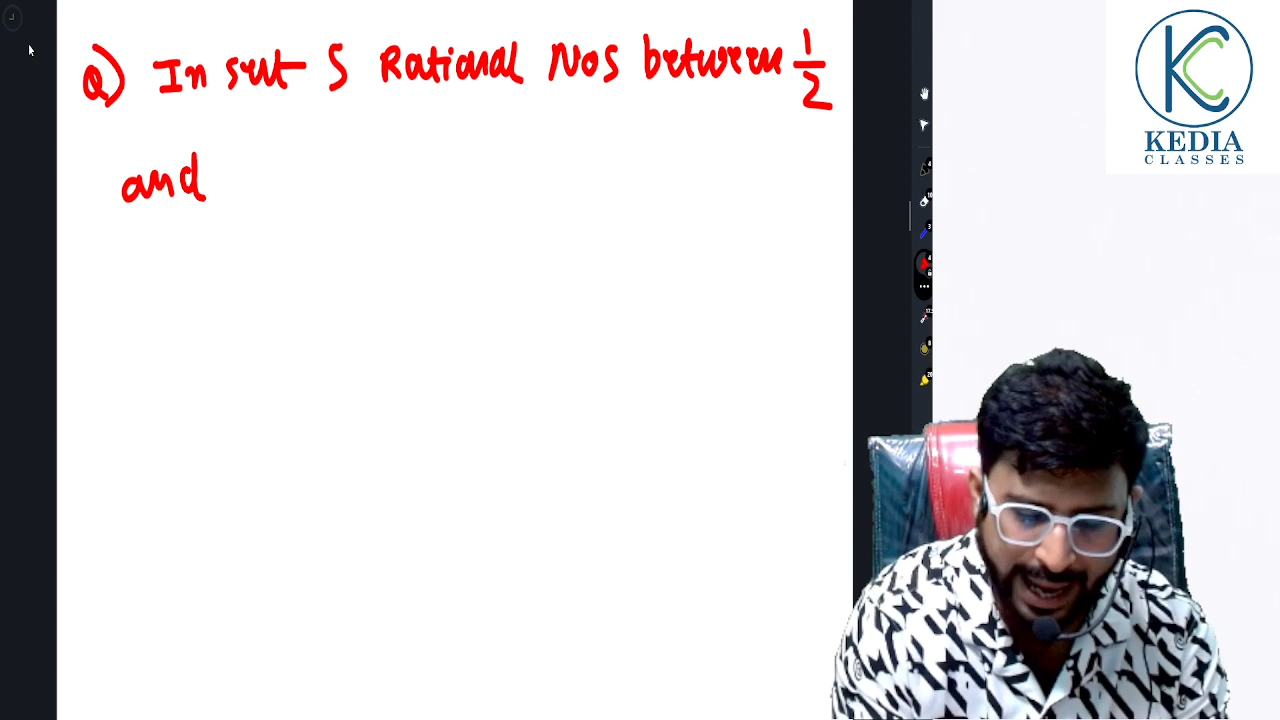 Q) Insert 5 Rational Nos between 1/2
and
KEDIA
CLASSES